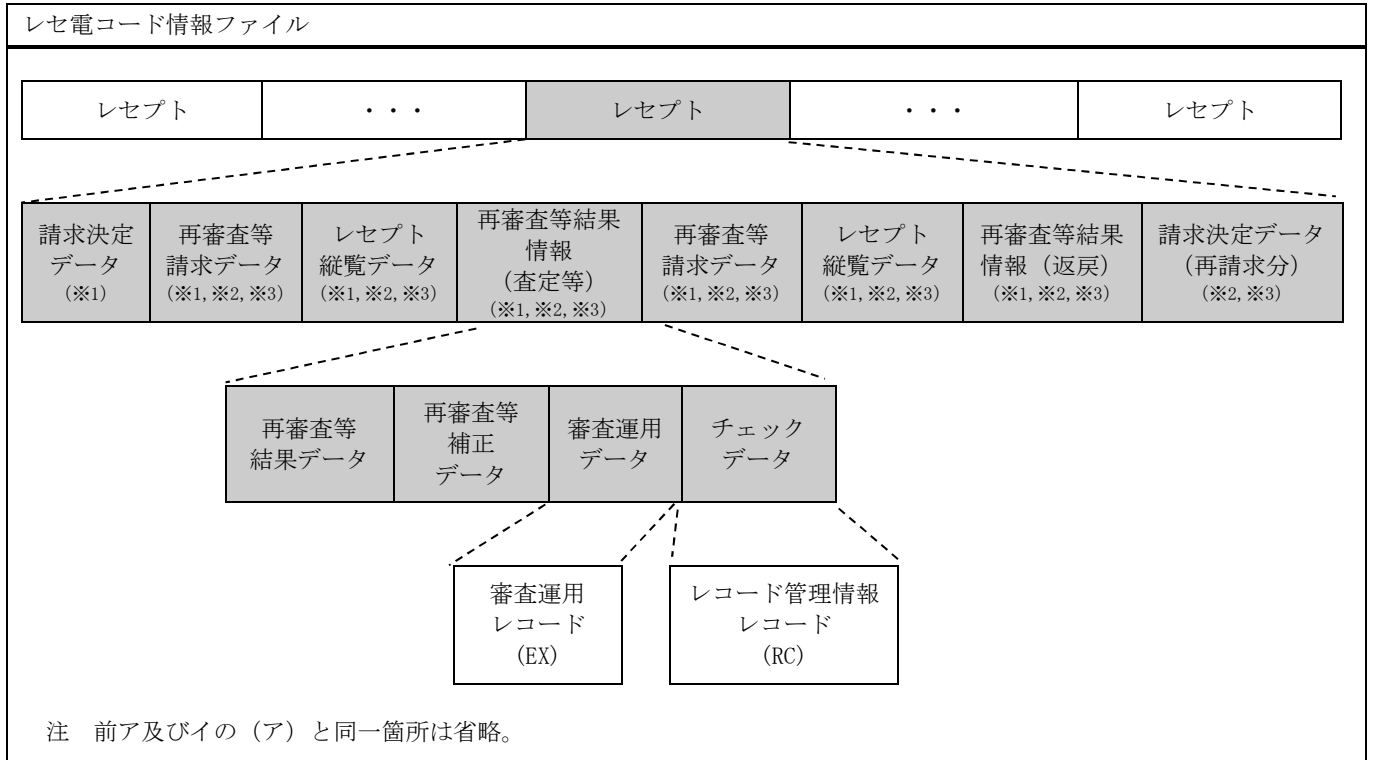 レセ電コード情報ファイル
レセプト
・・・
レセプト
・・・
レセプト
請求決定
データ
(※1)
再審査等
請求データ
(※1,※2,※3)
レセプト
縦覧データ
(※1,※2,※3)
再審査等結果
情報
(査定等)
(※1,※2,※3)
再審査等
請求データ
(※1,※2,※3)
レセプト
縦覧データ
(※1,※2,※3)
再審査等結果
情報(返戻)
(※1,※2,※3)
請求決定データ
(再請求分)
(※2,※3)
再審査等
結果データ
再審査等
補正
データ
審査運用
データ
チェック
データ
審査運用
レコード
(EX)
レコード管理情報
レコード
(RC)
注 前ア及びイの(ア)と同一箇所は省略。